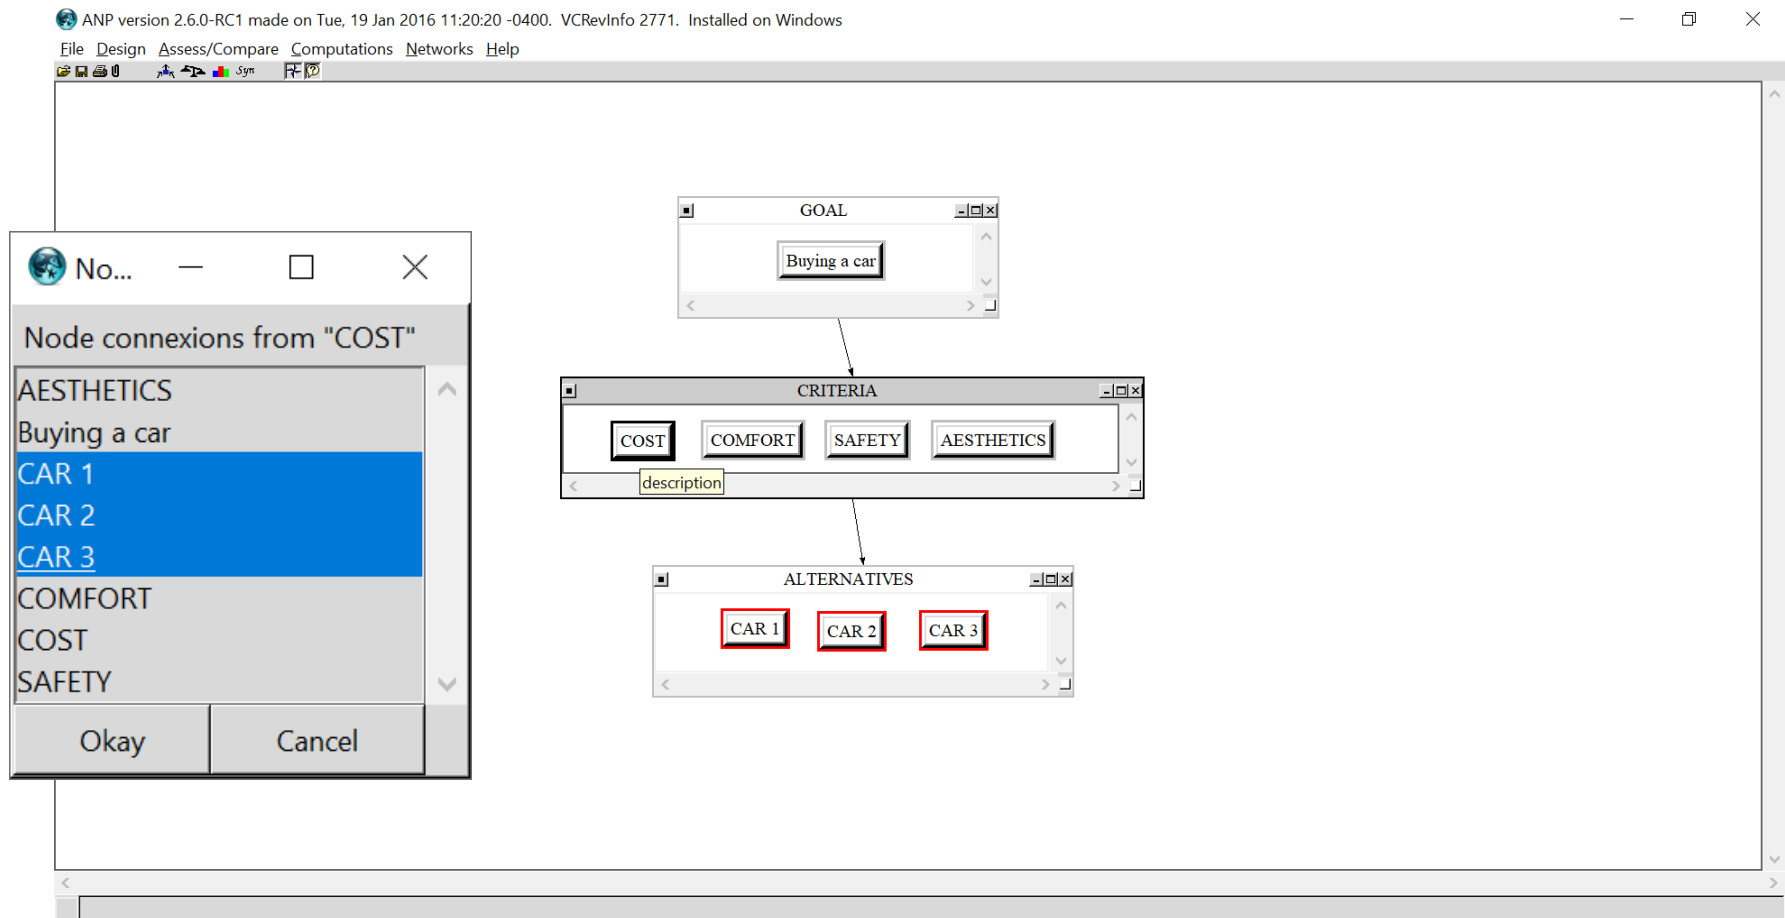 ANP version 2.6.0-RC1 made on Tue, 19 Jan 2016 11:20:20 -0400.  VCRevInfo 2771.  Installed on Windows
File Design Assess/Compare Computations Networks Help
Syn
GOAL
Buying a car
No...
Node connexions from "COST"
AESTHETICS
Buying a car
CAR 1
CAR 2
CAR 3
COMFORT
COST
SAFETY
Okay Cancel
CRITERIA
COST COMFORT SAFETY AESTHETICS
description
ALTERNATIVES
CAR 1 CAR 2 CAR 3